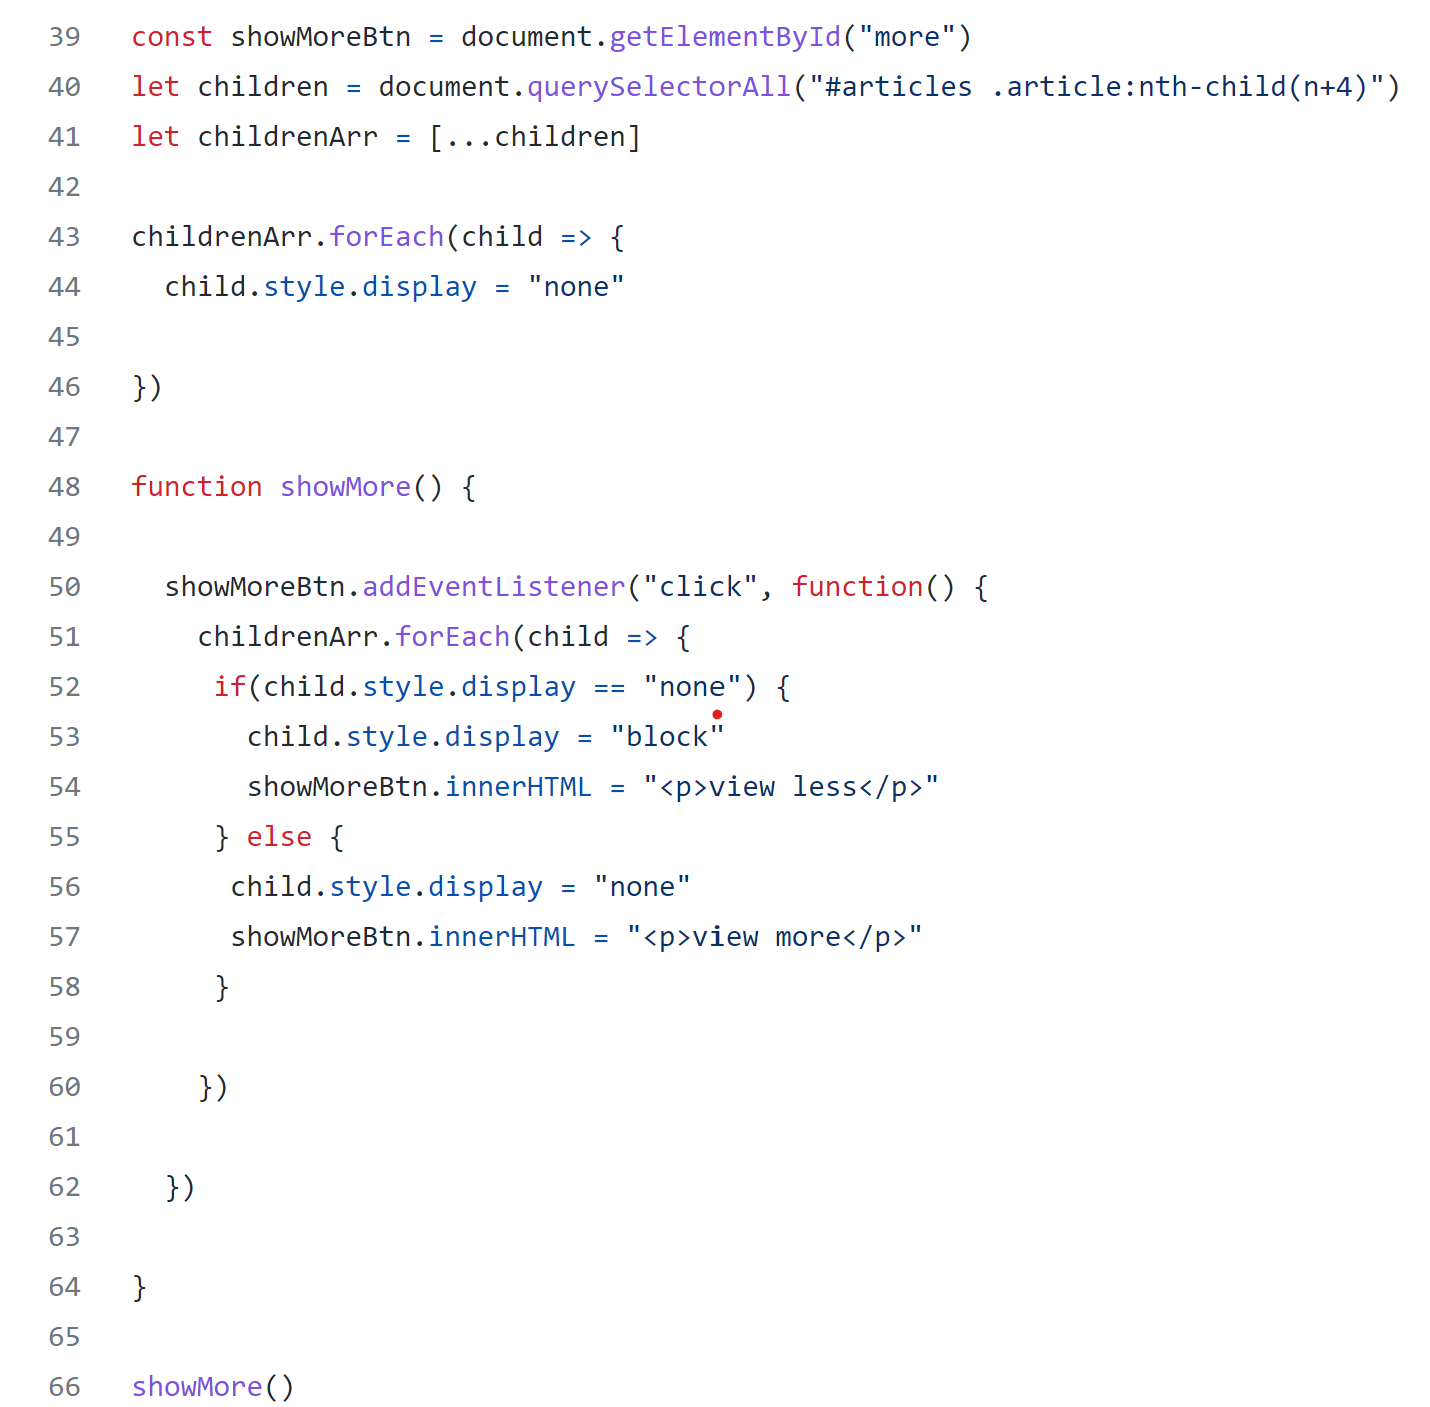 39 const showMoreBtn = document.getElementById("more")
40 let children = document.querySelectorAll("#articles .article:nth-child(n+4)")
41 let childrenArr = [...children]
42
43 childrenArr.forEach(child => {
44   child.style.display = "none"
45
46 })
47
48 function showMore() {
49
50   showMoreBtn.addEventListener("click", function() {
51     childrenArr.forEach(child => {
52      if(child.style.display == "none") {
53        child.style.display = "block"
54        showMoreBtn.innerHTML = "<p>view less</p>"
55      } else {
56       child.style.display = "none"
57       showMoreBtn.innerHTML = "<p>view more</p>"
58      }
59
60     })
61
62   })
63
64 }
65
66 showMore()